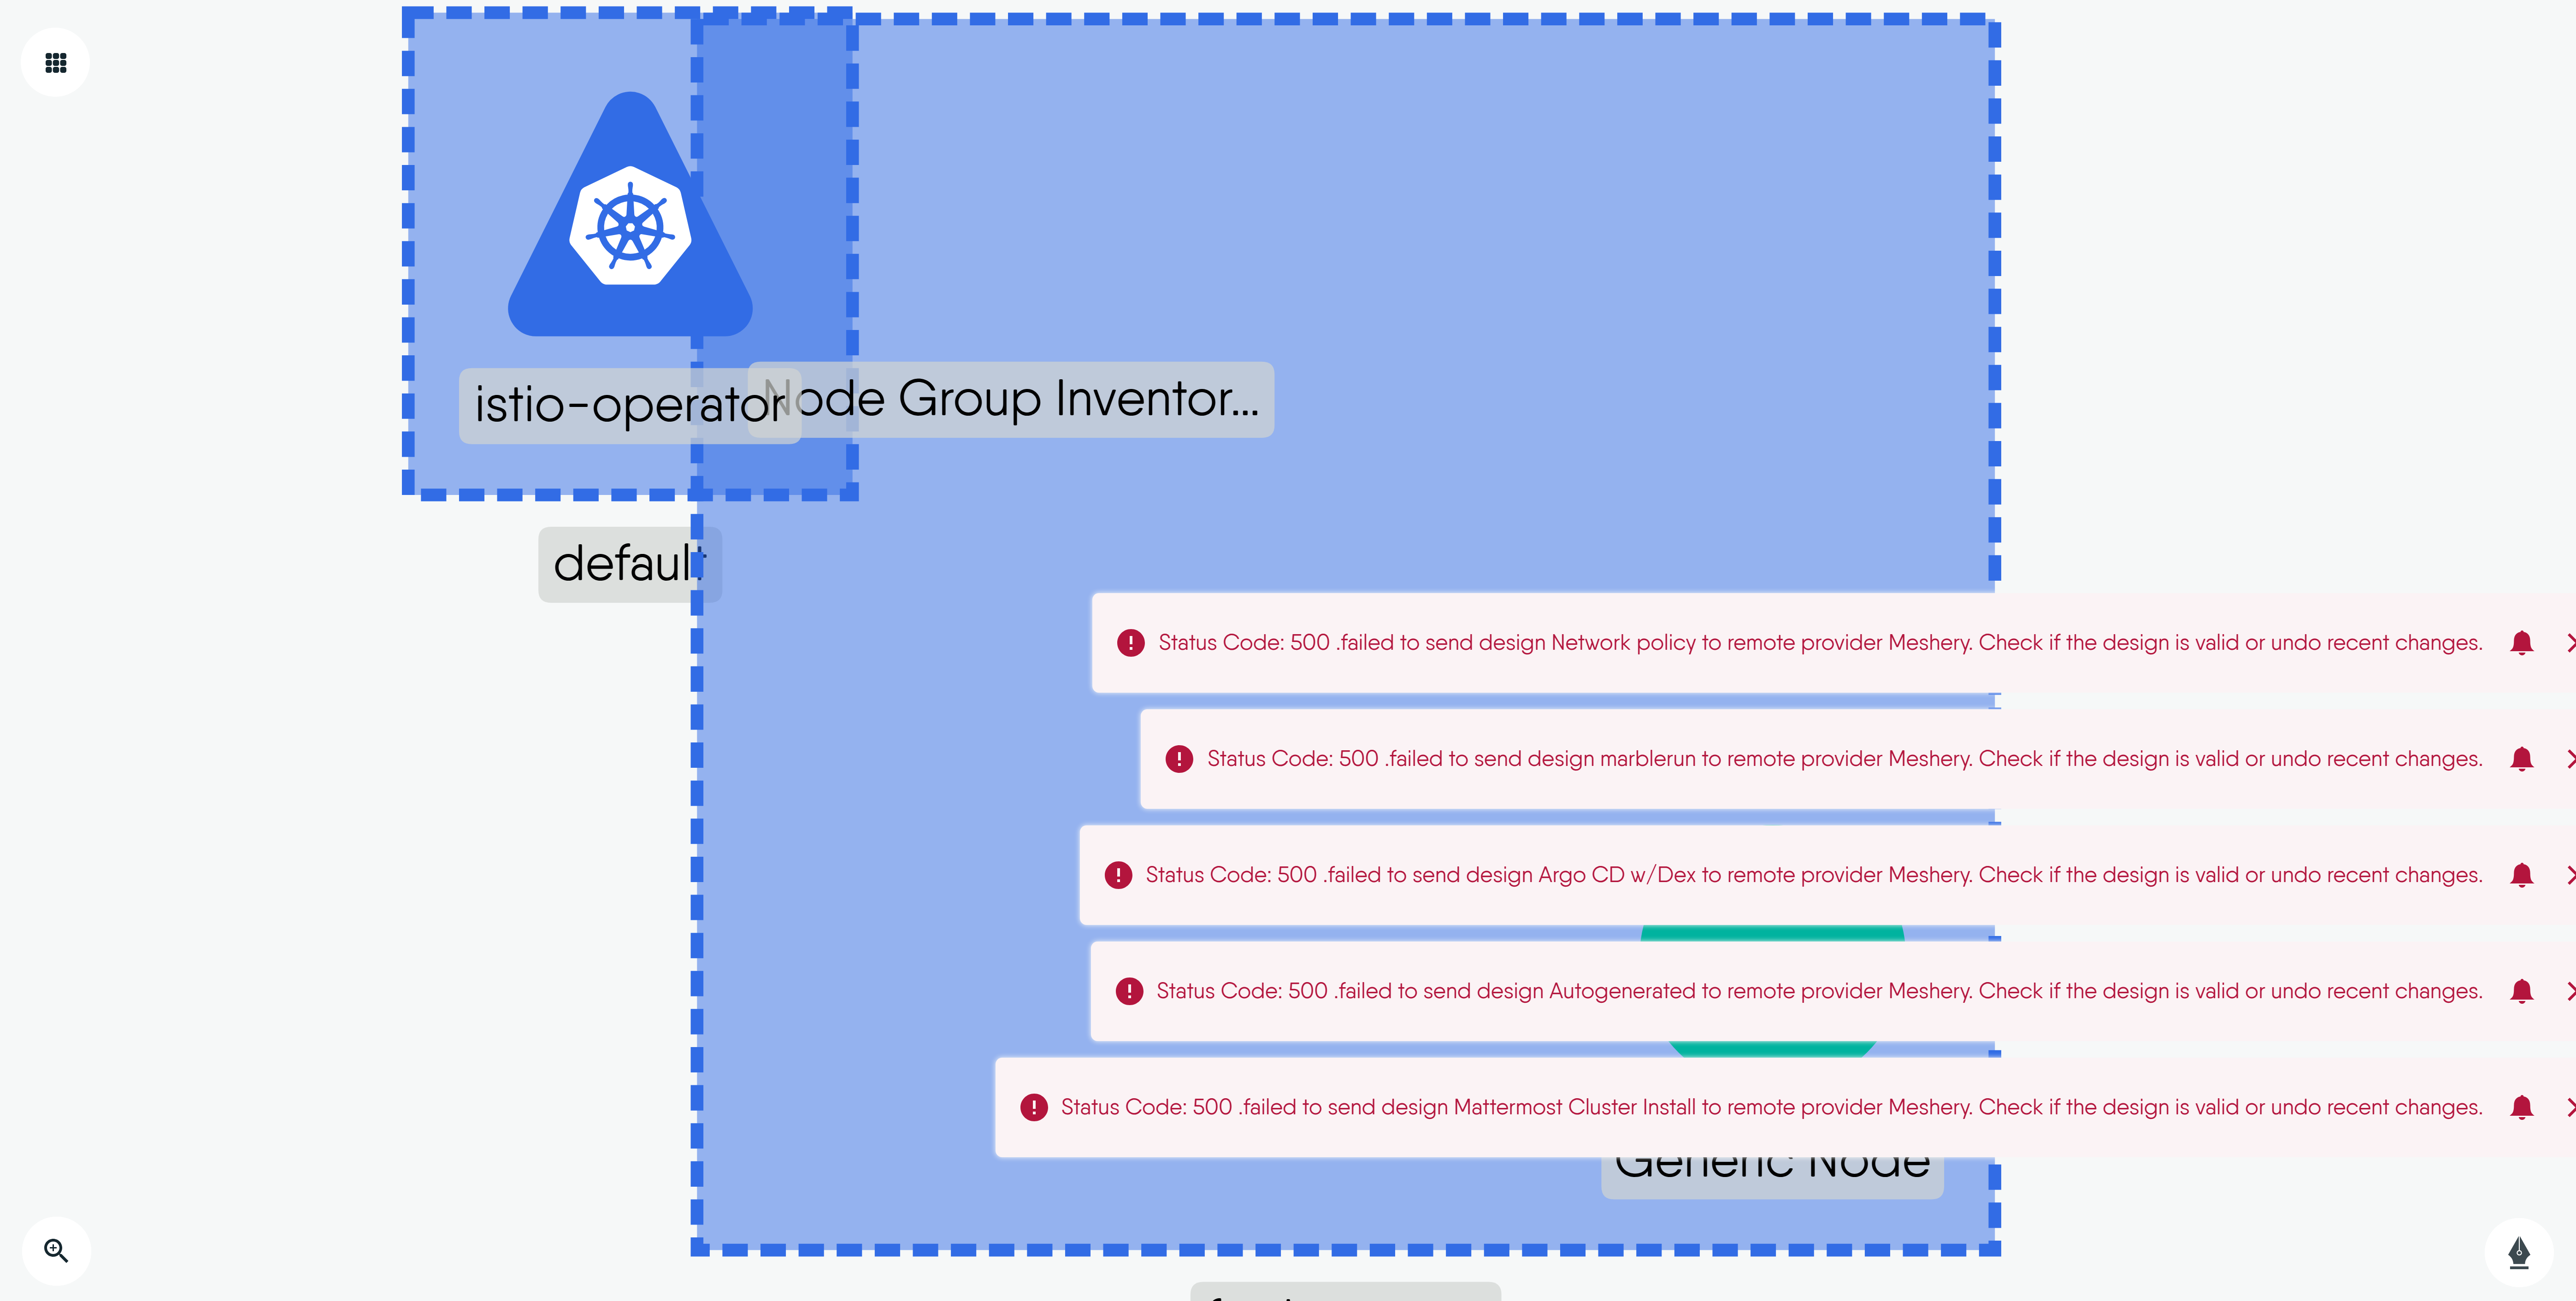 istio-operator
Node Group Inventor...
default
Status Code: 500 .failed to send design Network policy to remote provider Meshery. Check if the design is valid or undo recent changes.
Status Code: 500 .failed to send design marblerun to remote provider Meshery. Check if the design is valid or undo recent changes.
Status Code: 500 .failed to send design Argo CD w/Dex to remote provider Meshery. Check if the design is valid or undo recent changes.
Status Code: 500 .failed to send design Autogenerated to remote provider Meshery. Check if the design is valid or undo recent changes.
Status Code: 500 .failed to send design Mattermost Cluster Install to remote provider Meshery. Check if the design is valid or undo recent changes.
Generic Node